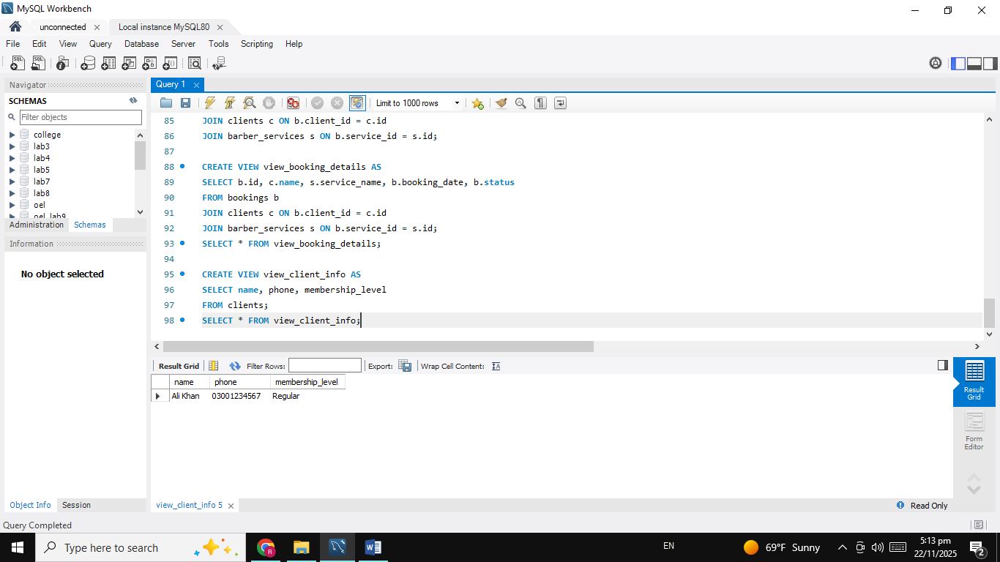 MySQL Workbench
unconnected
Local instance MySQL80
File Edit View Query Database Server Tools Scripting Help
Navigator
SCHEMAS
Filter objects
college
lab3
lab4
lab5
lab7
lab8
oel
oel_lab9
Administration Schemas
Information
No object selected
Object Info Session
Query 1
Limit to 1000 rows
85 JOIN clients c ON b.client_id = c.id
86 JOIN barber_services s ON b.service_id = s.id;
87
88 CREATE VIEW view_booking_details AS
89 SELECT b.id, c.name, s.service_name, b.booking_date, b.status
90 FROM bookings b
91 JOIN clients c ON b.client_id = c.id
92 JOIN barber_services s ON b.service_id = s.id;
93 SELECT * FROM view_booking_details;
94
95 CREATE VIEW view_client_info AS
96 SELECT name, phone, membership_level
97 FROM clients;
98 SELECT * FROM view_client_info;
Result Grid Filter Rows: Export: Wrap Cell Content:
name phone membership_level
Ali Khan 03001234567 Regular
Result
Grid
Form
Editor
view_client_info 5
Read Only
Query Completed
Type here to search
EN
69°F Sunny
5:13 pm
22/11/2025
2